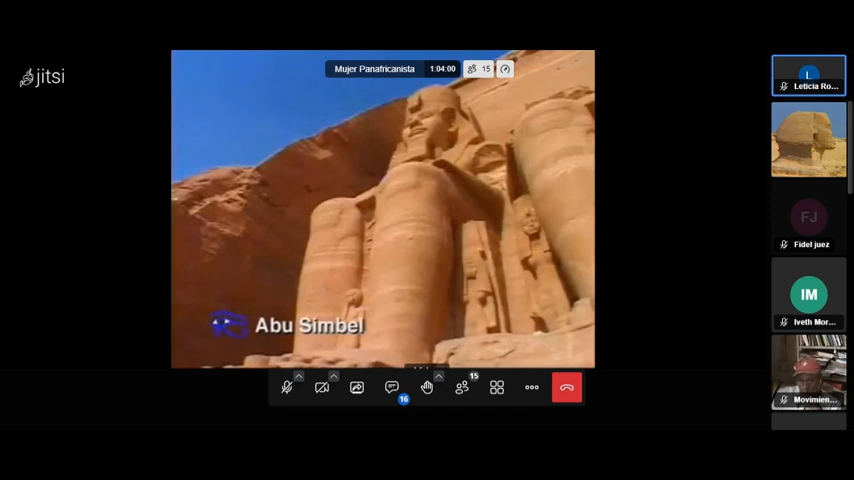 jitsi
Mujer Panafricanista 1:04:00 15
L
Leticia Ro...
FJ
Fidel juez
IM
Iveth Mor...
Movimien...
Abu Simbel
15
16